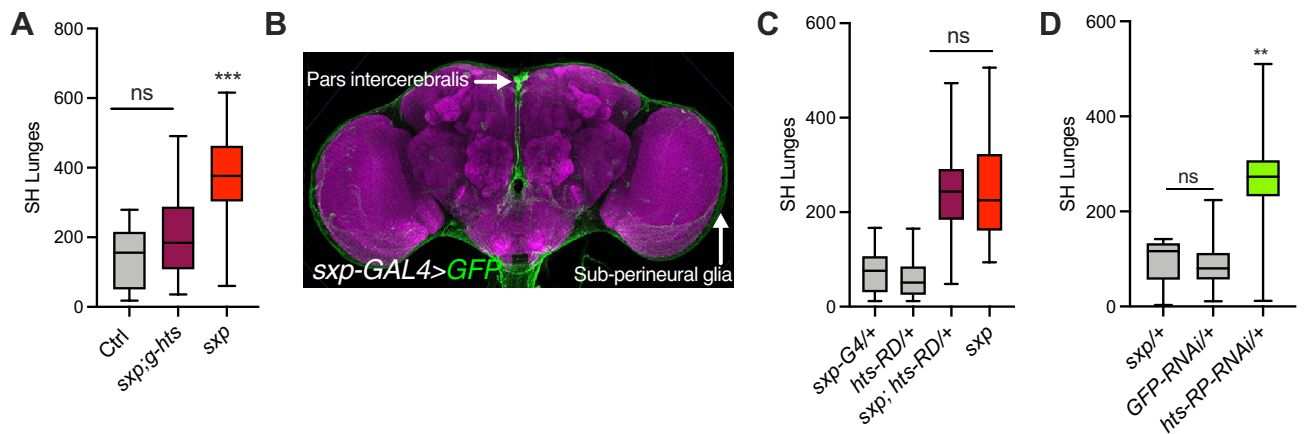 A
SH Lunges
800
600
400
200
0
ns
***
Ctrl
sxp;g-hts
sxp
B
Pars intercerebralis
sxp-GAL4>GFP
Sub-perineural glia
C
SH Lunges
600
400
200
0
ns
sxp-G4/+
hts-RD/+
sxp; hts-RD/+
sxp
D
SH Lunges
600
400
200
0
ns
**
sxp/+
GFP-RNAi/+
hts-RP-RNAi/+